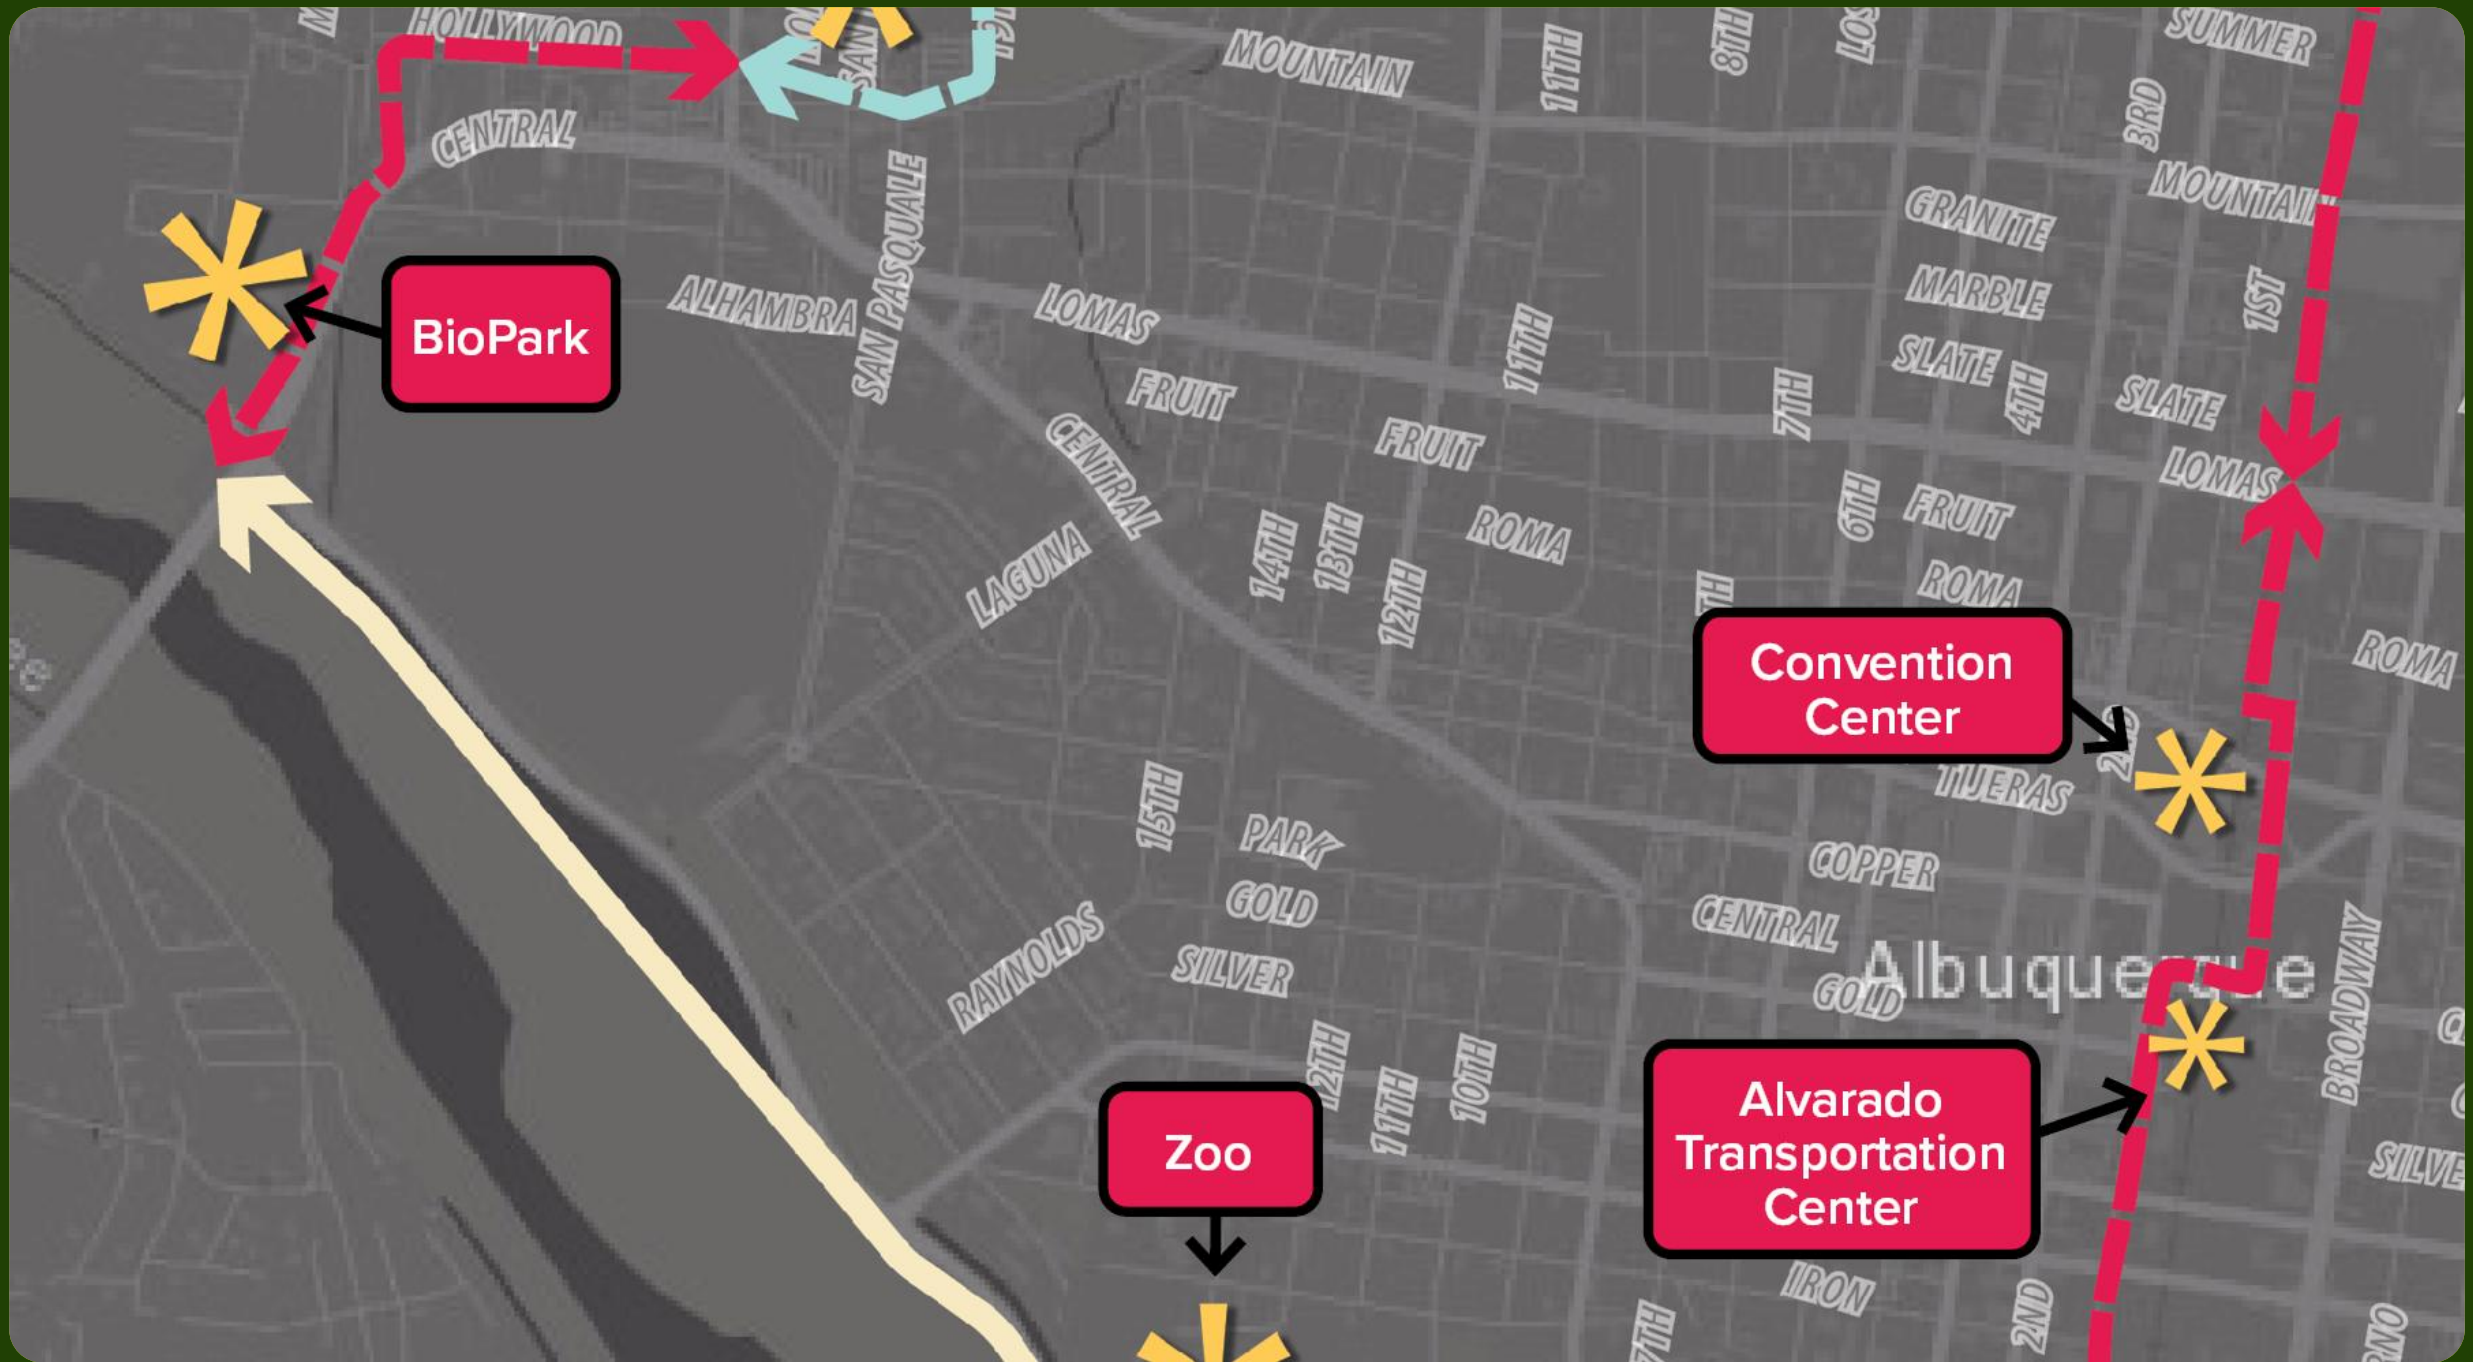 HOLLYWOOD
MOUNTAIN
11TH
8TH
SUMMER
3RD
CENTRAL
MOUNTAIN
GRANITE
SAN PASQUALE
1ST
MARBLE
ALHAMBRA
LOMAS
BioPark
11TH
SLATE
4TH
SLATE
7TH
FRUIT
FRUIT
CENTRAL
LOMAS
6TH
FRUIT
14TH
13TH
ROMA
LAGUNA
12TH
ROMA
Convention
Center
ROMA
2ND
TIJERAS
15TH
PARK
COPPER
GOLD
CENTRAL
RAYNOLDS
SILVER
Albuquerque
GOLD
BROADWAY
12TH
11TH
10TH
Zoo
Alvarado
Transportation
Center
IRON
2ND
7TH